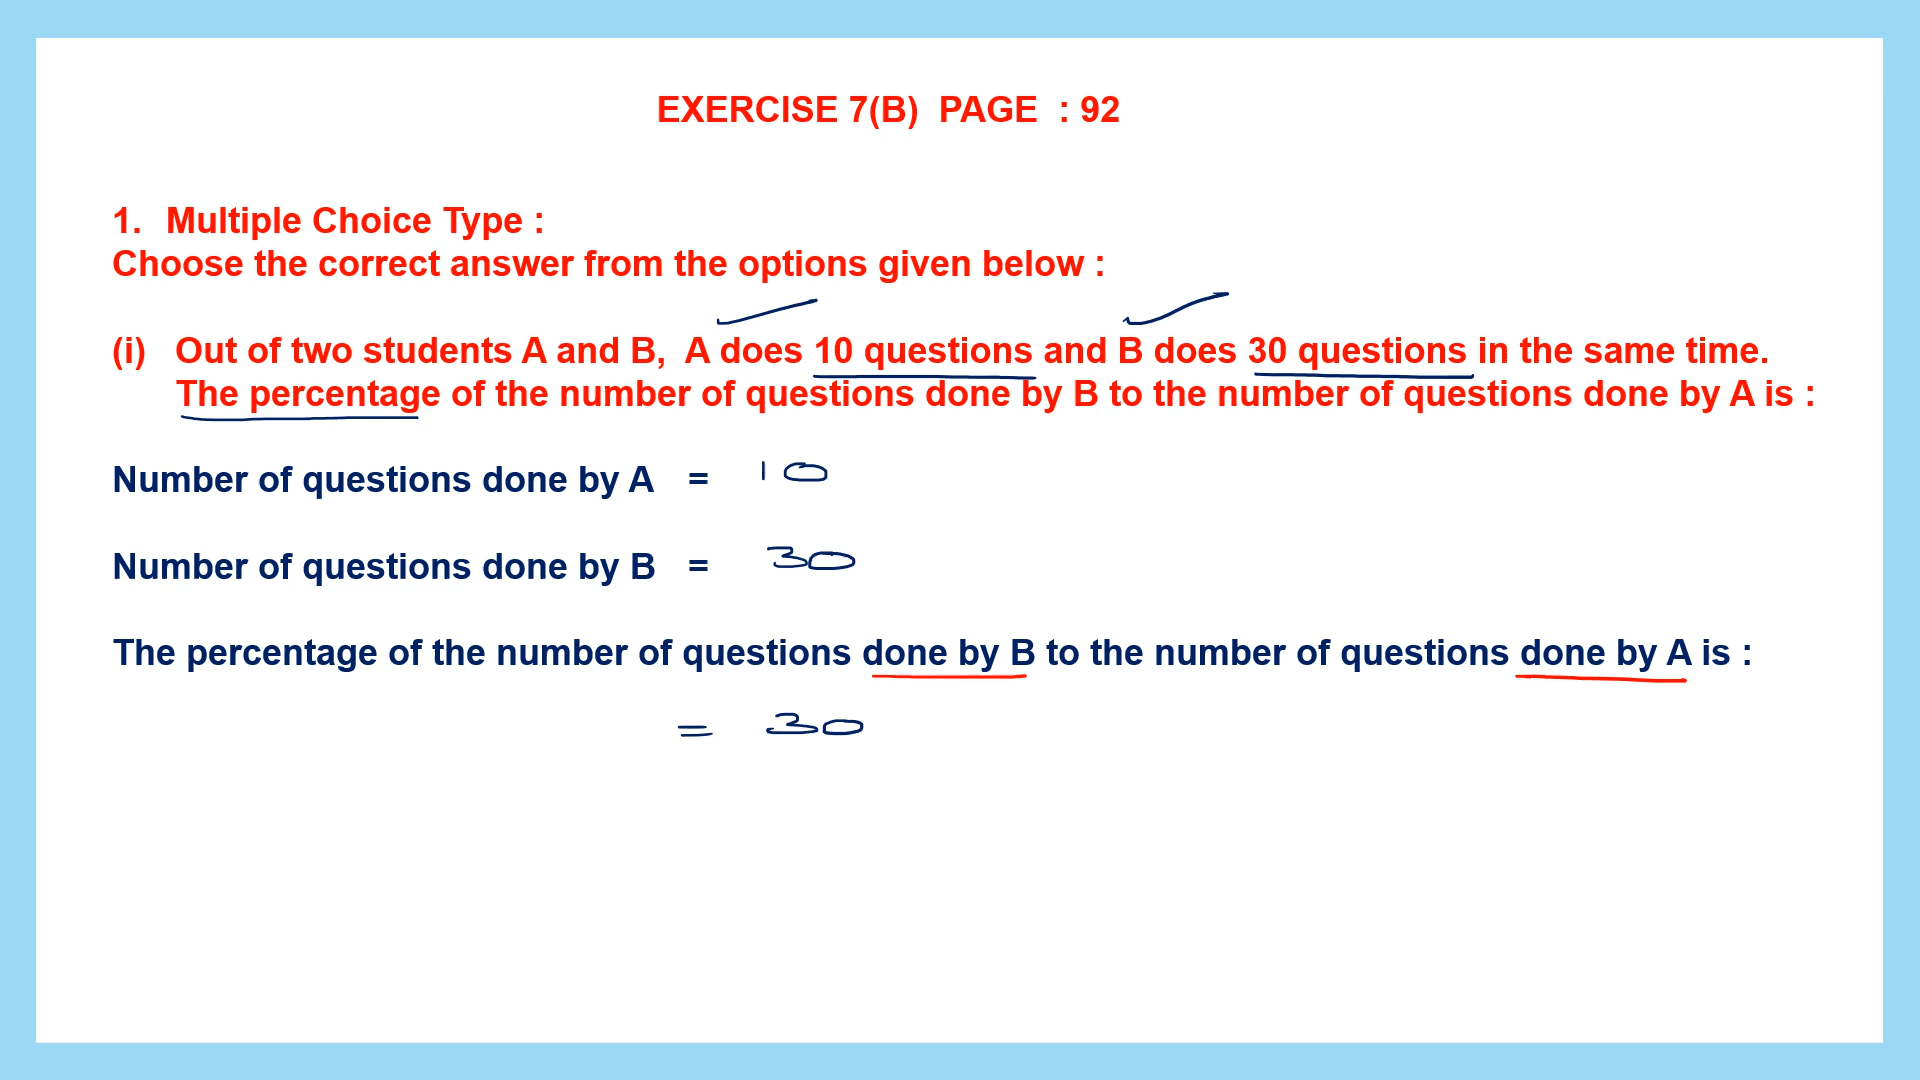 EXERCISE 7(B) PAGE : 92
1. Multiple Choice Type :
Choose the correct answer from the options given below :
(i) Out of two students A and B, A does 10 questions and B does 30 questions in the same time.
The percentage of the number of questions done by B to the number of questions done by A is :
Number of questions done by A = 10
Number of questions done by B = 30
The percentage of the number of questions done by B to the number of questions done by A is :
= 30